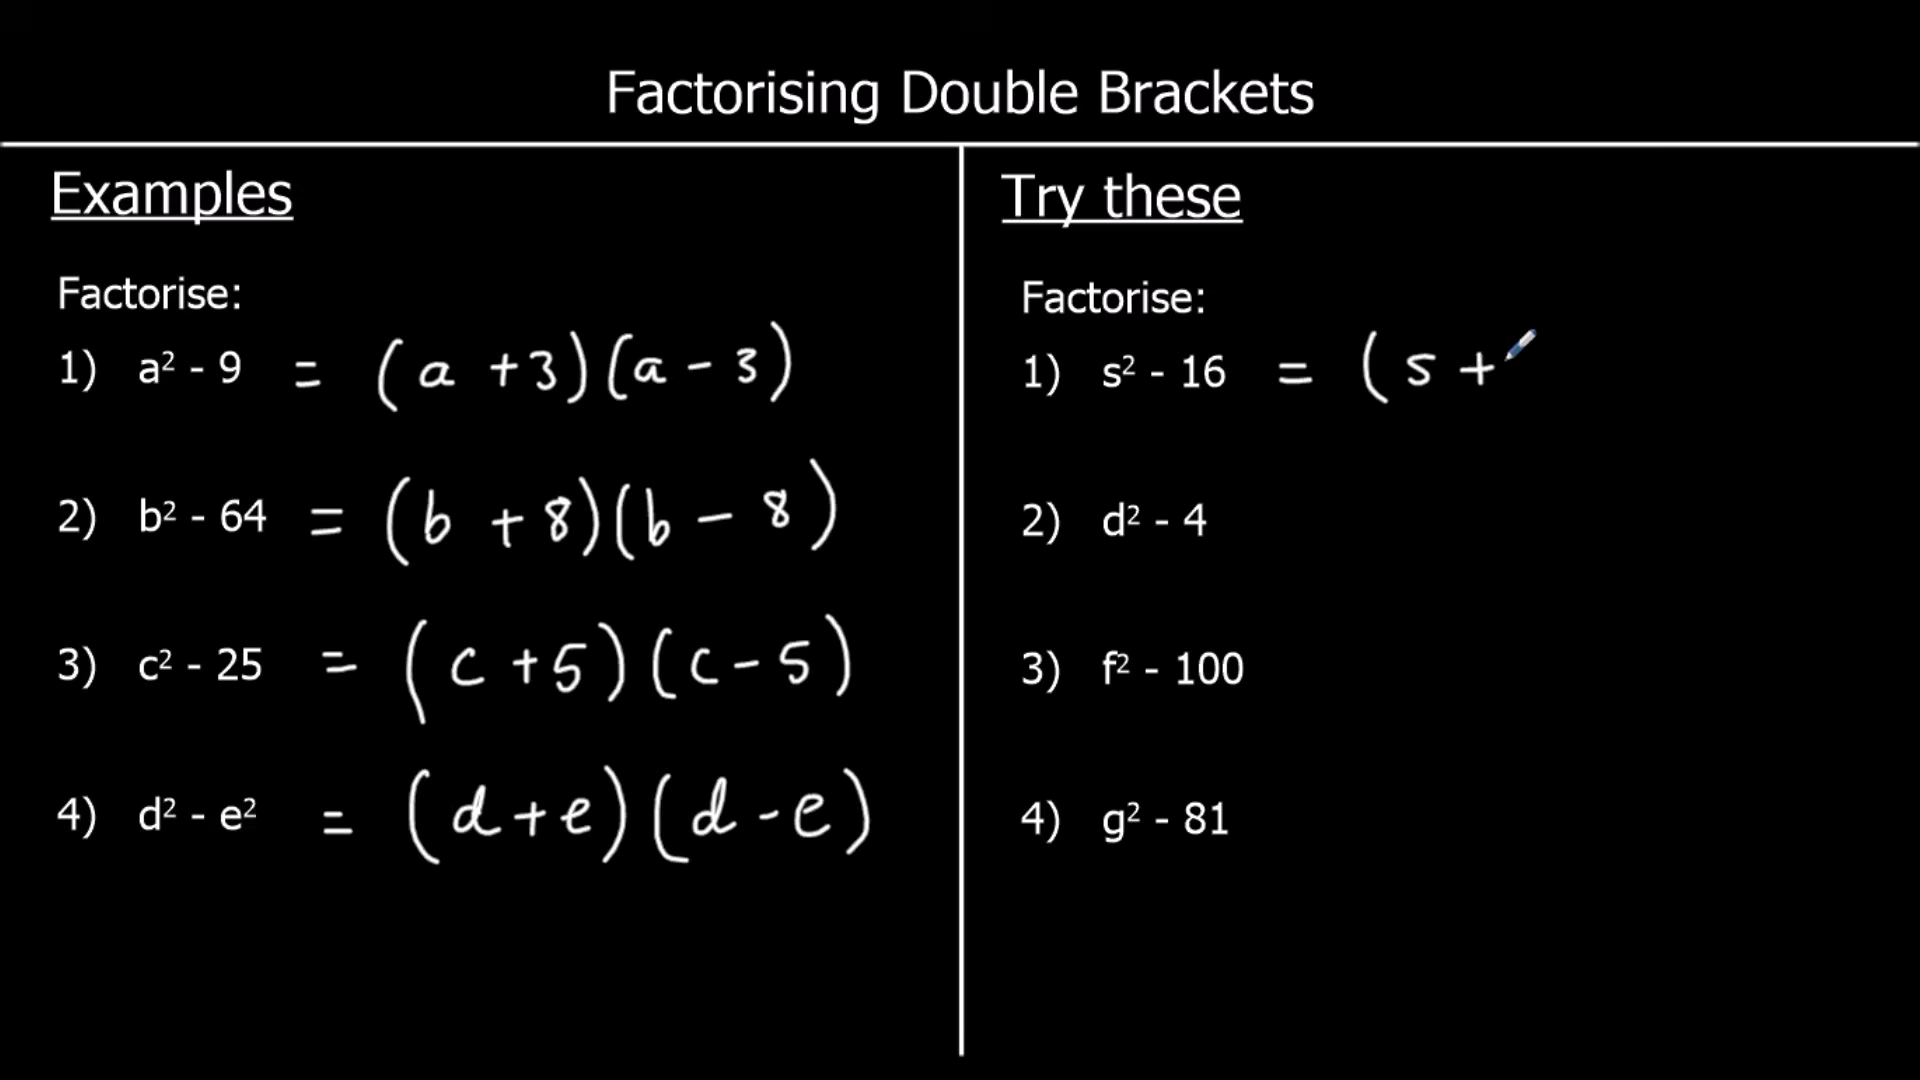 Factorising Double Brackets
Examples
Factorise:
1) a² - 9 = (a + 3)(a - 3)
2) b² - 64 = (b + 8)(b - 8)
3) c² - 25 = (c + 5)(c - 5)
4) d² - e² = (d + e)(d - e)
Try these
Factorise:
1) s² - 16 = (s +
2) d² - 4
3) f² - 100
4) g² - 81